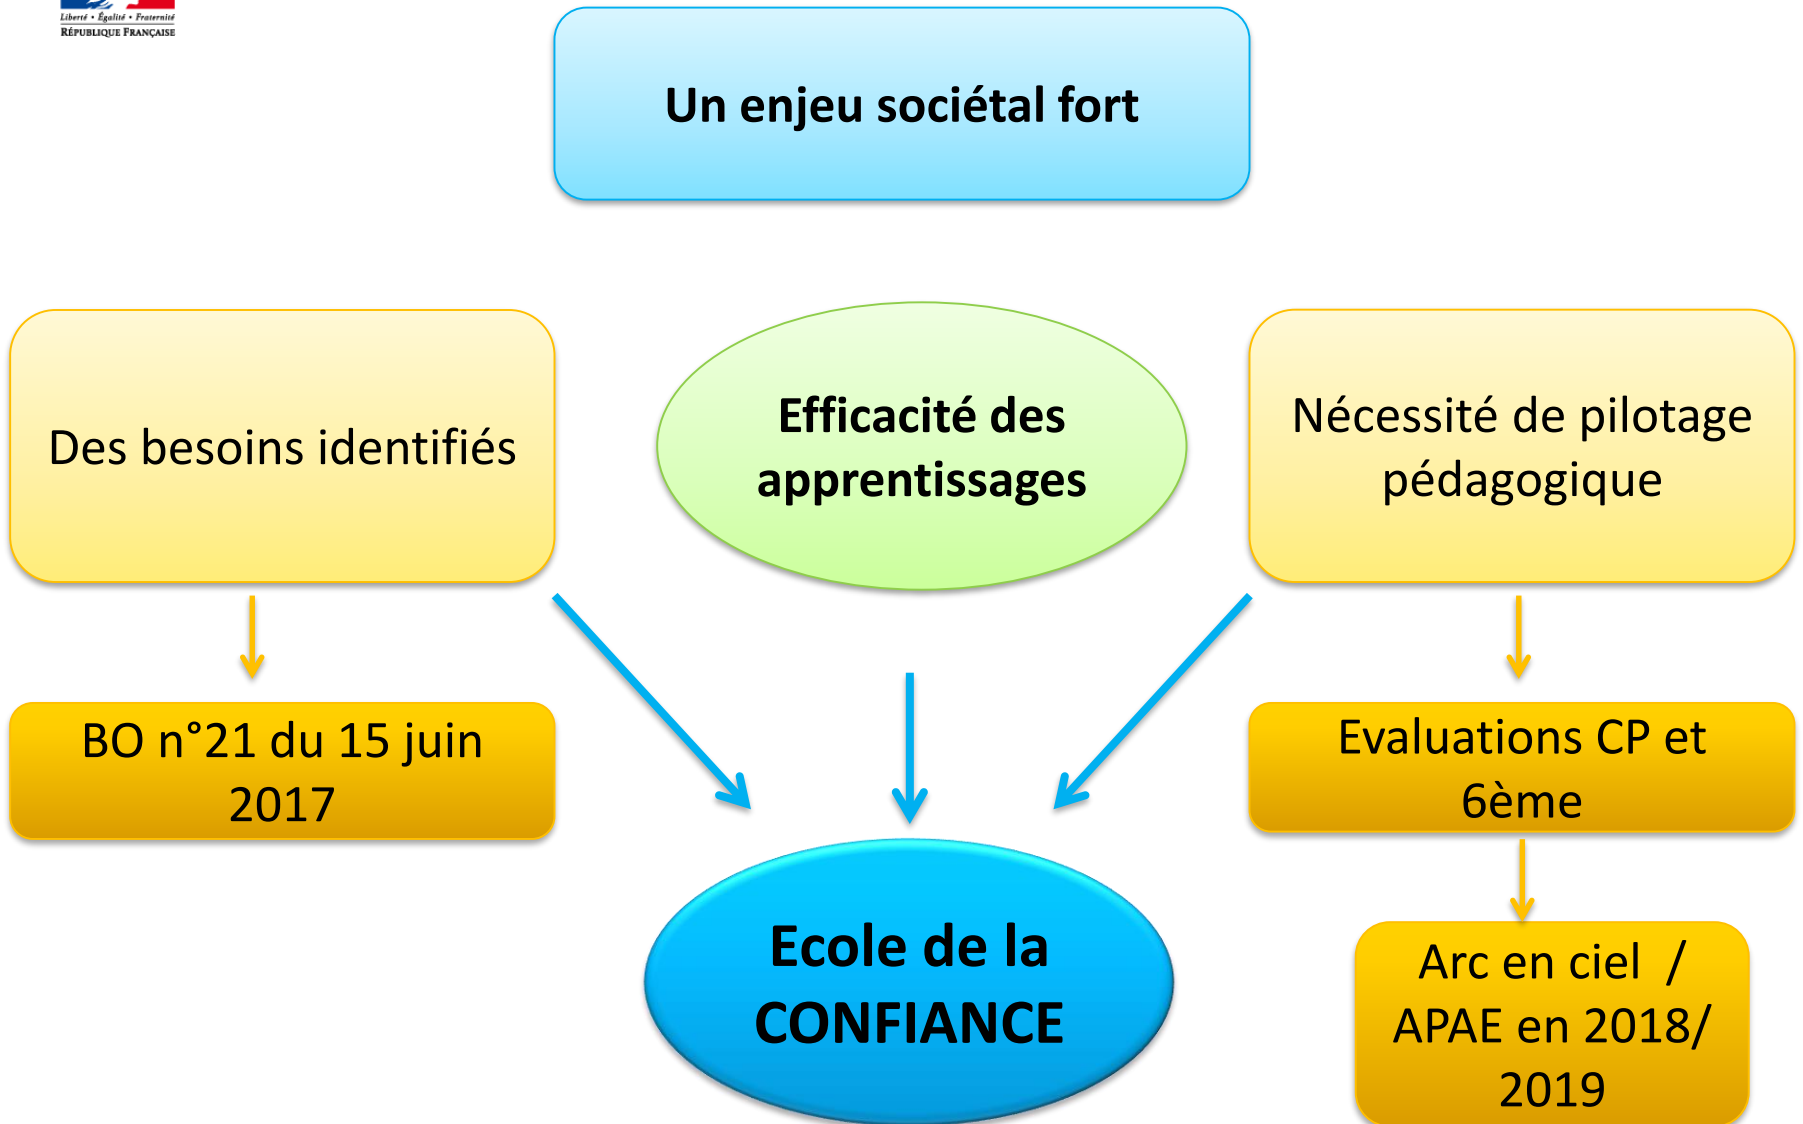 Liberté • Égalité • Fraternité
RÉPUBLIQUE FRANÇAISE
Un enjeu sociétal fort
Des besoins identifiés
Efficacité des
apprentissages
Nécessité de pilotage
pédagogique
BO n°21 du 15 juin
2017
Evaluations CP et
6ème
Ecole de la
CONFIANCE
Arc en ciel  /
APAE en 2018/
2019